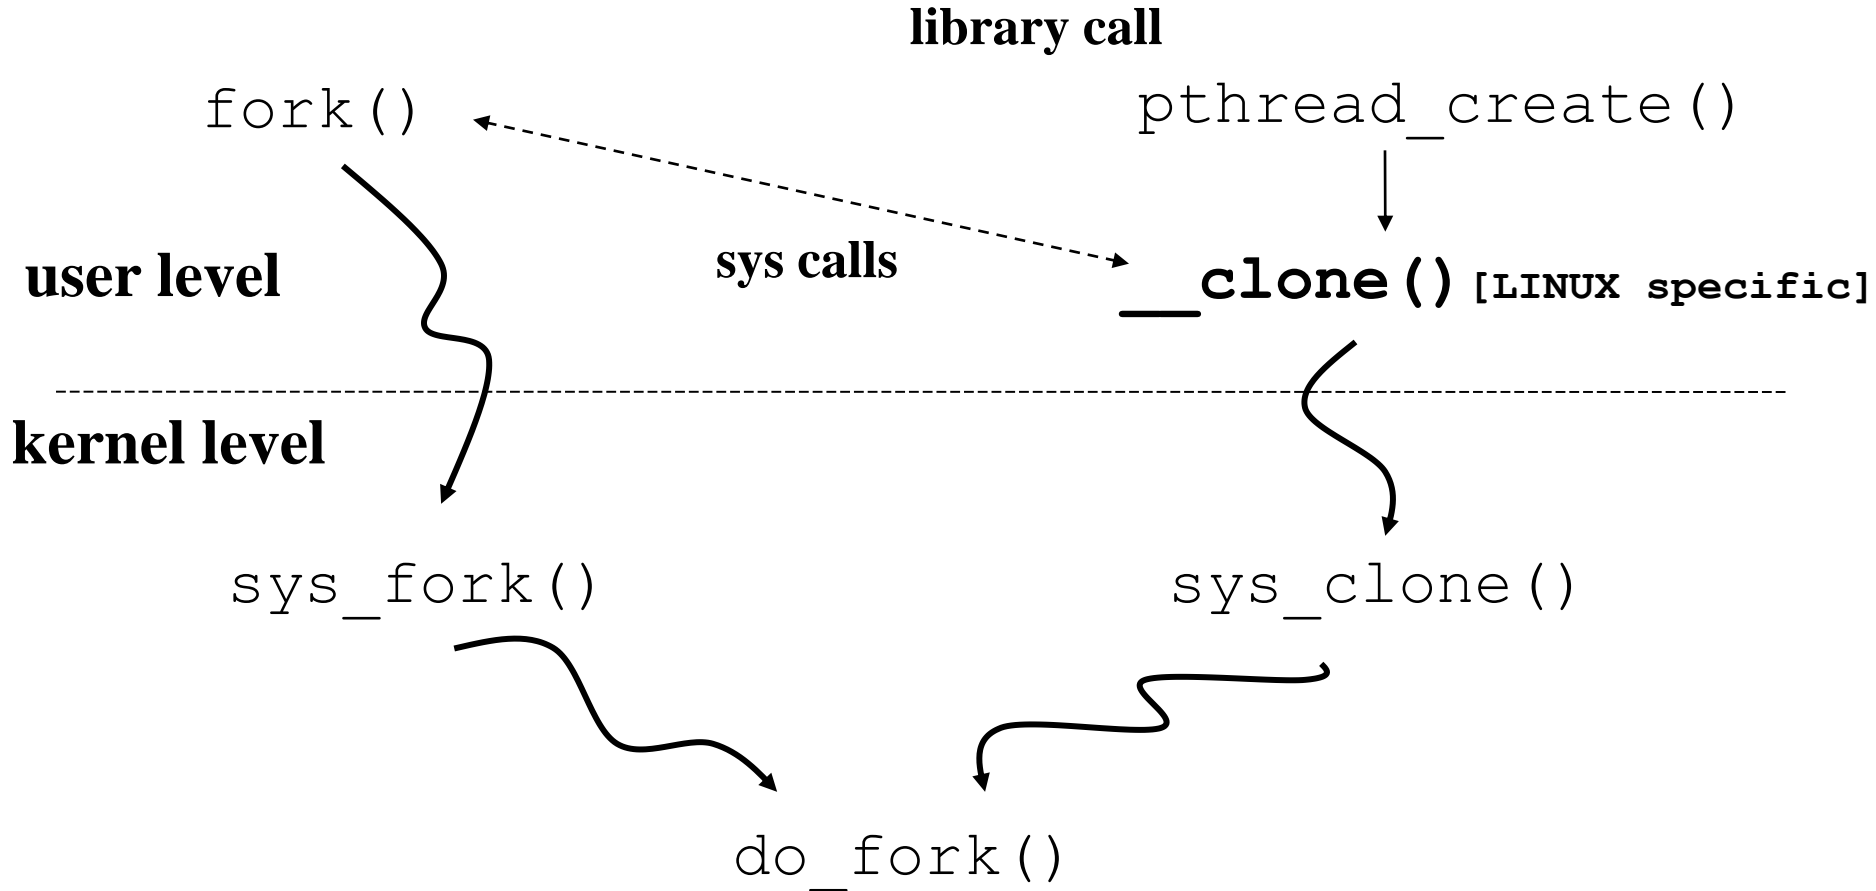 library call
fork()
pthread_create()
user level
sys calls
__clone() [LINUX specific]
kernel level
sys_fork()
sys_clone()
do_fork()